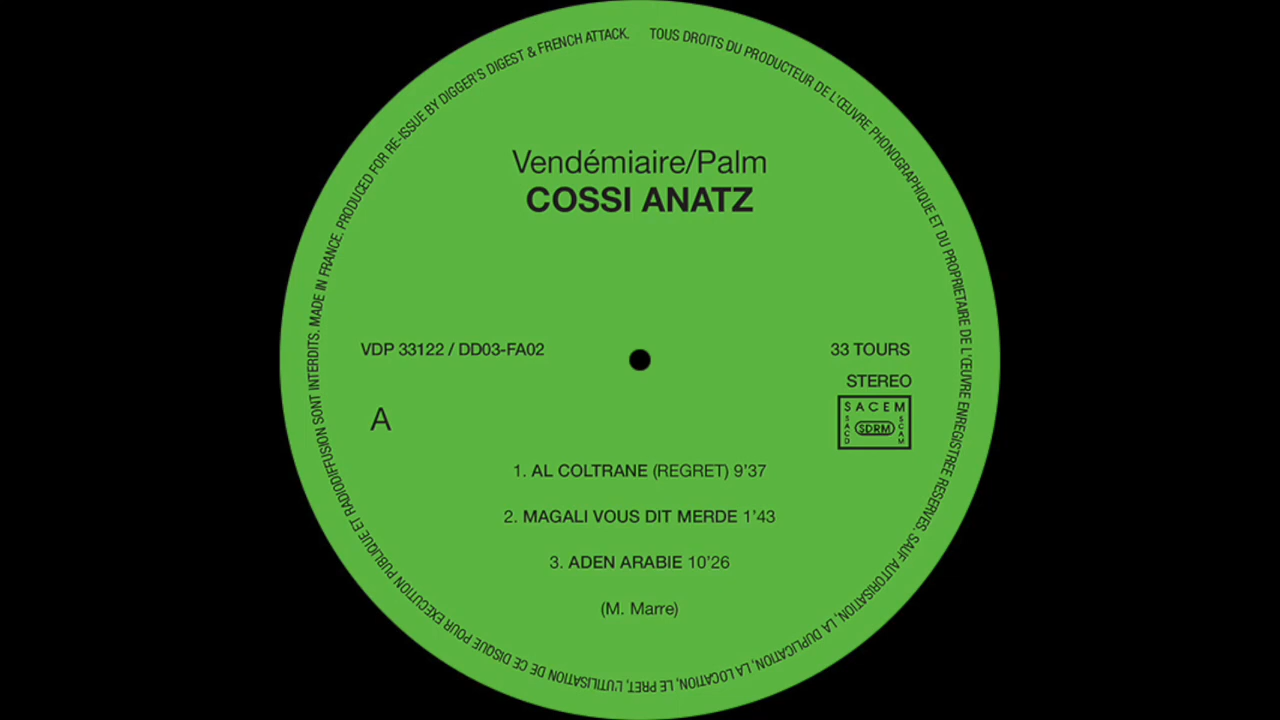 TOUS DROITS DU PRODUCTEUR DE L'ŒUVRE PHONOGRAPHIQUE ET DU PROPRIETAIRE DE L'ŒUVRE ENREGISTREE RESERVES. SAUF AUTORISATION, LA DUPLICATION, LA LOCATION, LE PRET, L'UTILISATION DE CE DISQUE POUR EXECUTION PUBLIQUE ET RADIODIFFUSION SONT INTERDITS. MADE IN FRANCE. PRODUCED FOR RE-ISSUE BY DIGGER'S DIGEST & FRENCH ATTACK.
Vendémiaire/Palm
COSSI ANATZ
VDP 33122 / DD03-FA02
33 TOURS
STEREO
A
SACEM
SACD
SDRM
SCAM
1. AL COLTRANE (REGRET) 9’37
2. MAGALI VOUS DIT MERDE 1’43
3. ADEN ARABIE 10’26
(M. Marre)